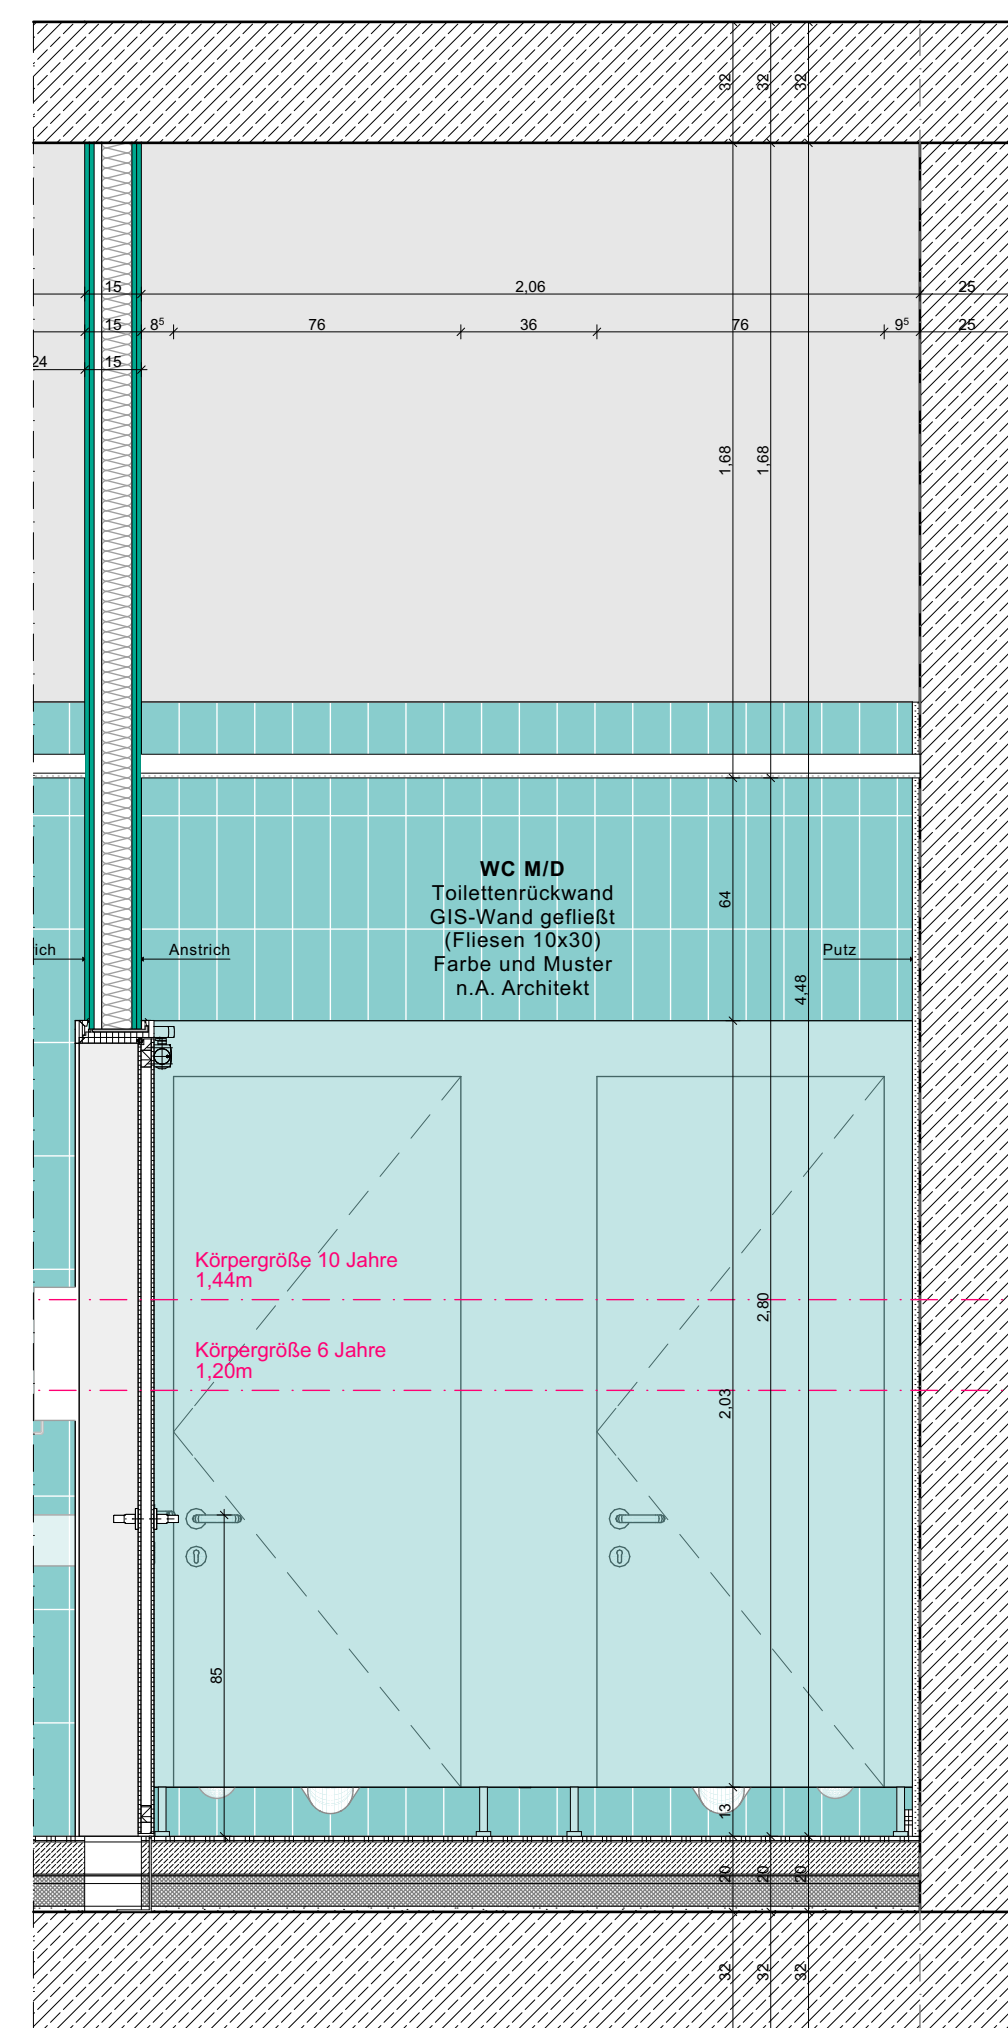 32 32 32
15 2,06 25
15 8⁵ 76 36 76 9⁵ 25
24 15
1,68 1,68
WC M/D
Toilettenrückwand
GIS-Wand gefließt
(Fliesen 10x30)
Farbe und Muster
n.A. Architekt
64
ich Anstrich Putz
4,48
Körpergröße 10 Jahre
1,44m
2,80
Körpergröße 6 Jahre
1,20m
2,03
85
13
20 20 20
32 32 32